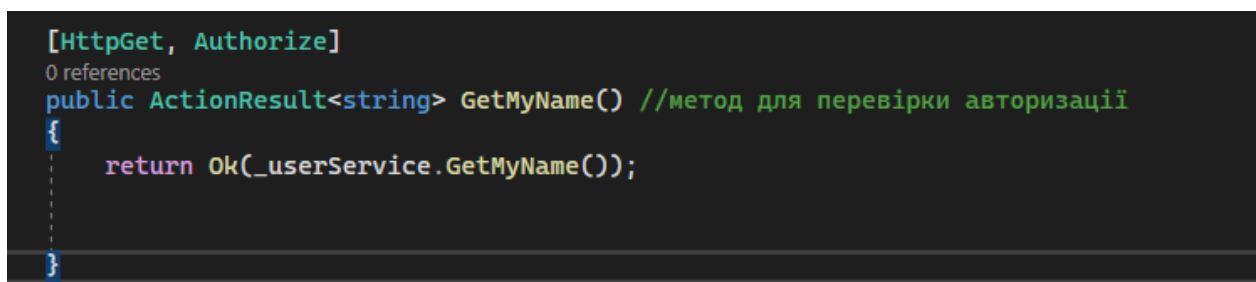 [HttpGet, Authorize]
0 references
public ActionResult<string> GetMyName() //метод для перевірки авторизації
{
return Ok(_userService.GetMyName());
}